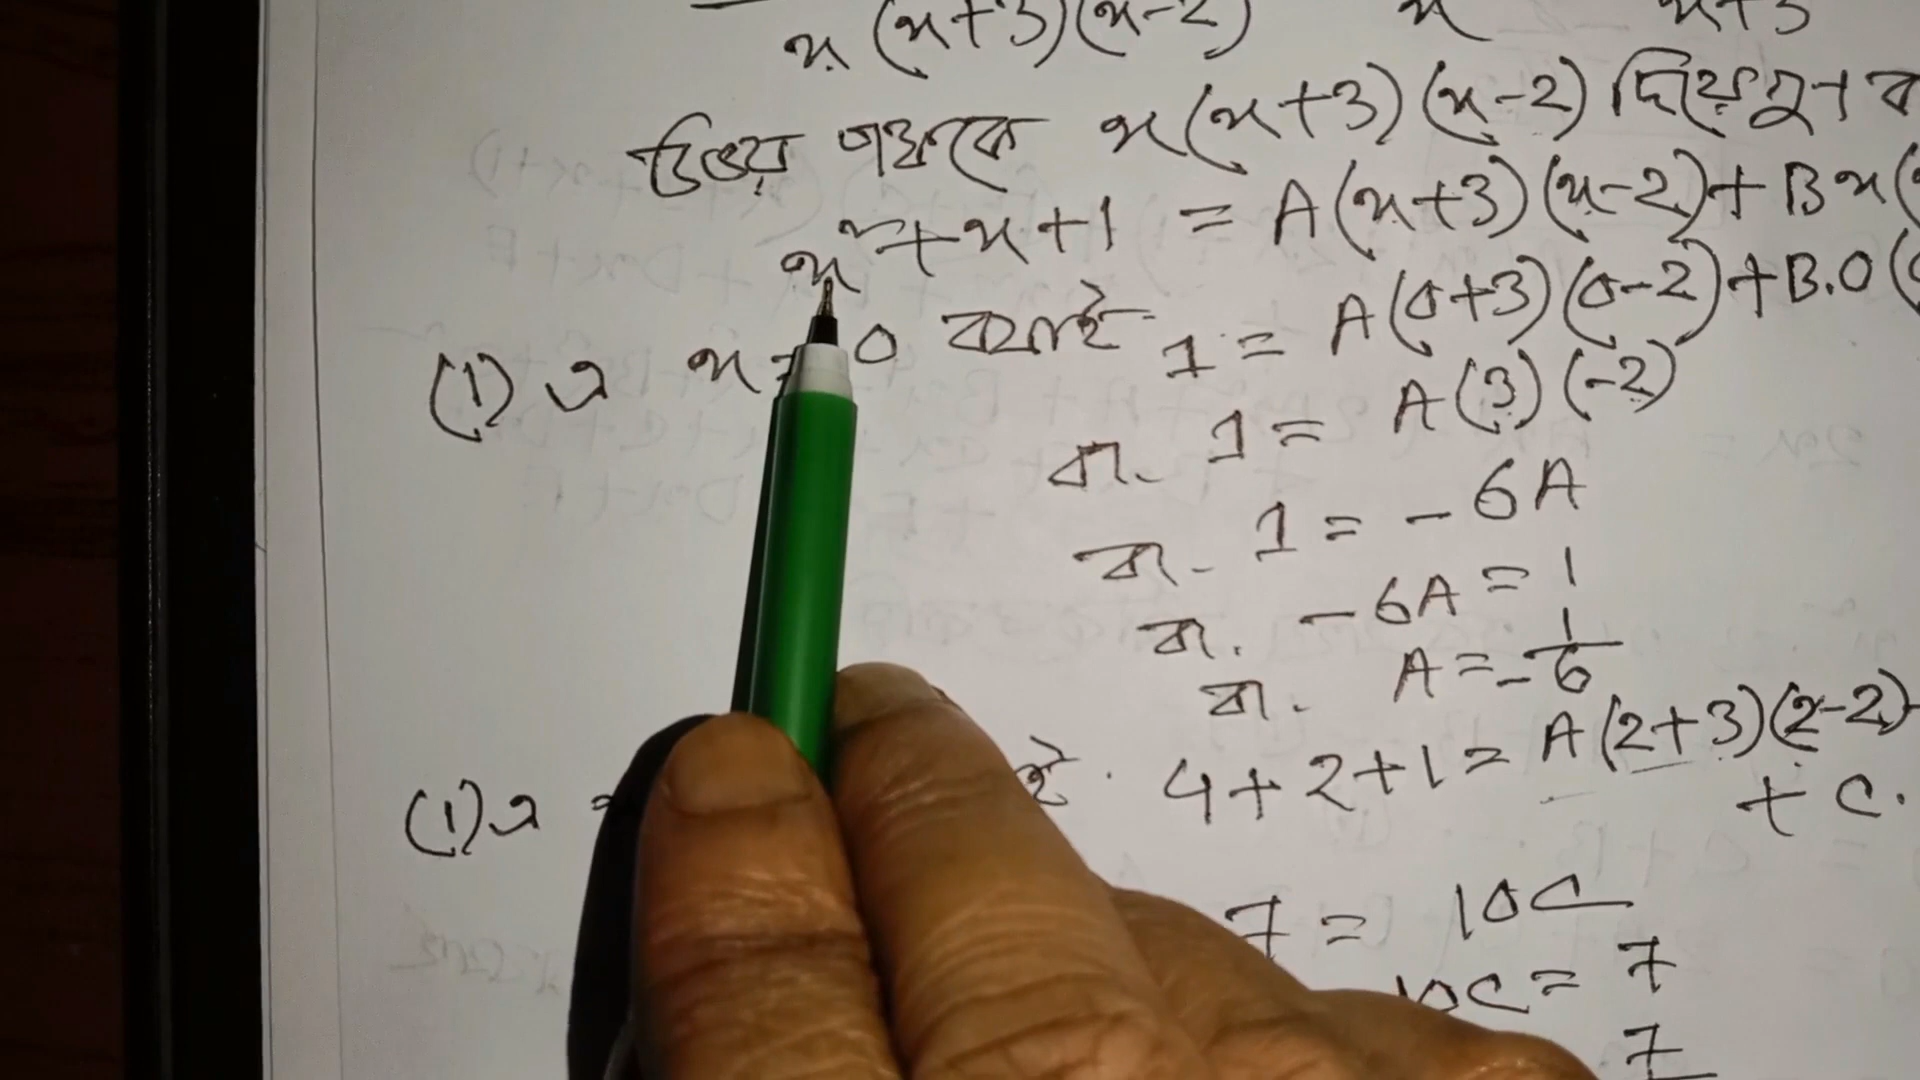 x(x+3)(x-2) x x+3
উভয় পক্ষকে x(x+3)(x-2) দিয়ে গুণ
x²+x+1 = A(x+3)(x-2)+Bx(
(1) এ x=0 বসাই 1 = A(0+3)(0-2)+B.0(
বা. 1 = A(3)(-2)
বা. 1 = -6A
বা. -6A = 1
বা. A = -1/6
(1) এ 4+2+1 = A(2+3)(2-2)
+ C.
7 = 10C
10C = 7
7